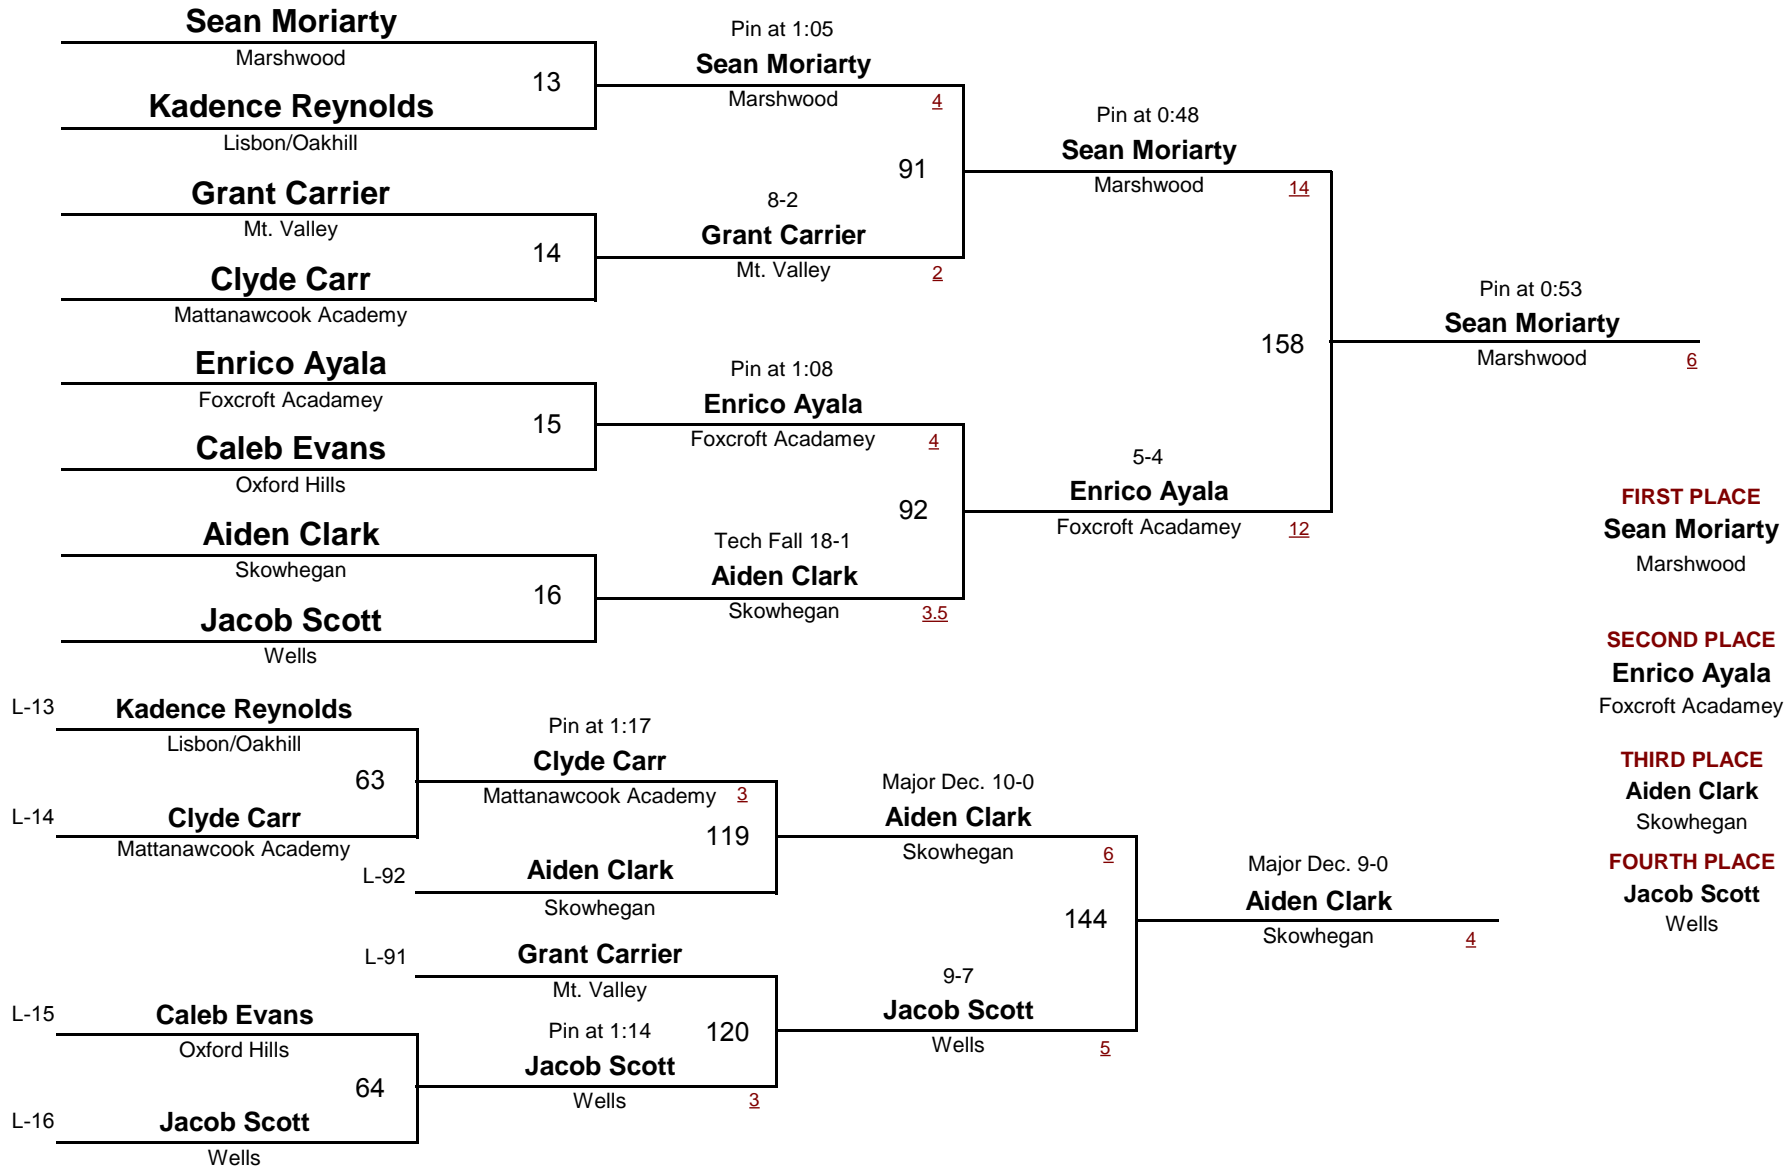 Sean Moriarty
Marshwood
13
Kadence Reynolds
Lisbon/Oakhill
Grant Carrier
Mt. Valley
14
Clyde Carr
Mattanawcook Academy
Enrico Ayala
Foxcroft Acadamey
15
Caleb Evans
Oxford Hills
Aiden Clark
Skowhegan
16
Jacob Scott
Wells
Pin at 1:05
Sean Moriarty
Marshwood 4
91
8-2
Grant Carrier
Mt. Valley 2
Pin at 1:08
Enrico Ayala
Foxcroft Acadamey 4
92
Tech Fall 18-1
Aiden Clark
Skowhegan 3.5
Pin at 0:48
Sean Moriarty
Marshwood 14
158
5-4
Enrico Ayala
Foxcroft Acadamey 12
Pin at 0:53
Sean Moriarty
Marshwood 6
FIRST PLACE
Sean Moriarty
Marshwood
SECOND PLACE
Enrico Ayala
Foxcroft Acadamey
THIRD PLACE
Aiden Clark
Skowhegan
FOURTH PLACE
Jacob Scott
Wells
L-13 Kadence Reynolds
Lisbon/Oakhill
63
L-14 Clyde Carr
Mattanawcook Academy
L-15 Caleb Evans
Oxford Hills
64
L-16 Jacob Scott
Wells
Pin at 1:17
Clyde Carr
Mattanawcook Academy 3
119
L-92 Aiden Clark
Skowhegan
L-91 Grant Carrier
Mt. Valley
Pin at 1:14 120
Jacob Scott
Wells 3
Major Dec. 10-0
Aiden Clark
Skowhegan 6
144
9-7
Jacob Scott
Wells 5
Major Dec. 9-0
Aiden Clark
Skowhegan 4